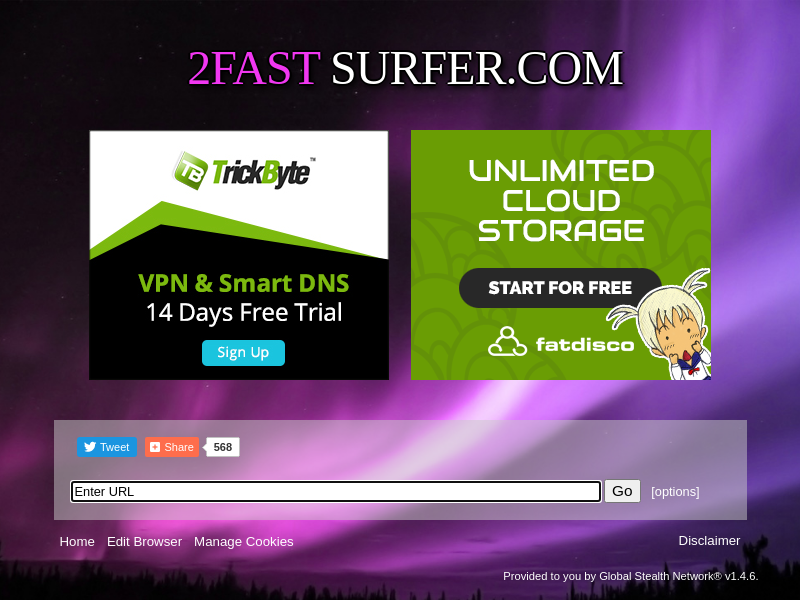 2FAST SURFER.COM
TB TrickByte™
VPN & Smart DNS
14 Days Free Trial
Sign Up
UNLIMITED
CLOUD
STORAGE
START FOR FREE
fatdisco
Tweet
Share
568
Enter URL
Go
[options]
Home
Edit Browser
Manage Cookies
Disclaimer
Provided to you by Global Stealth Network® v1.4.6.